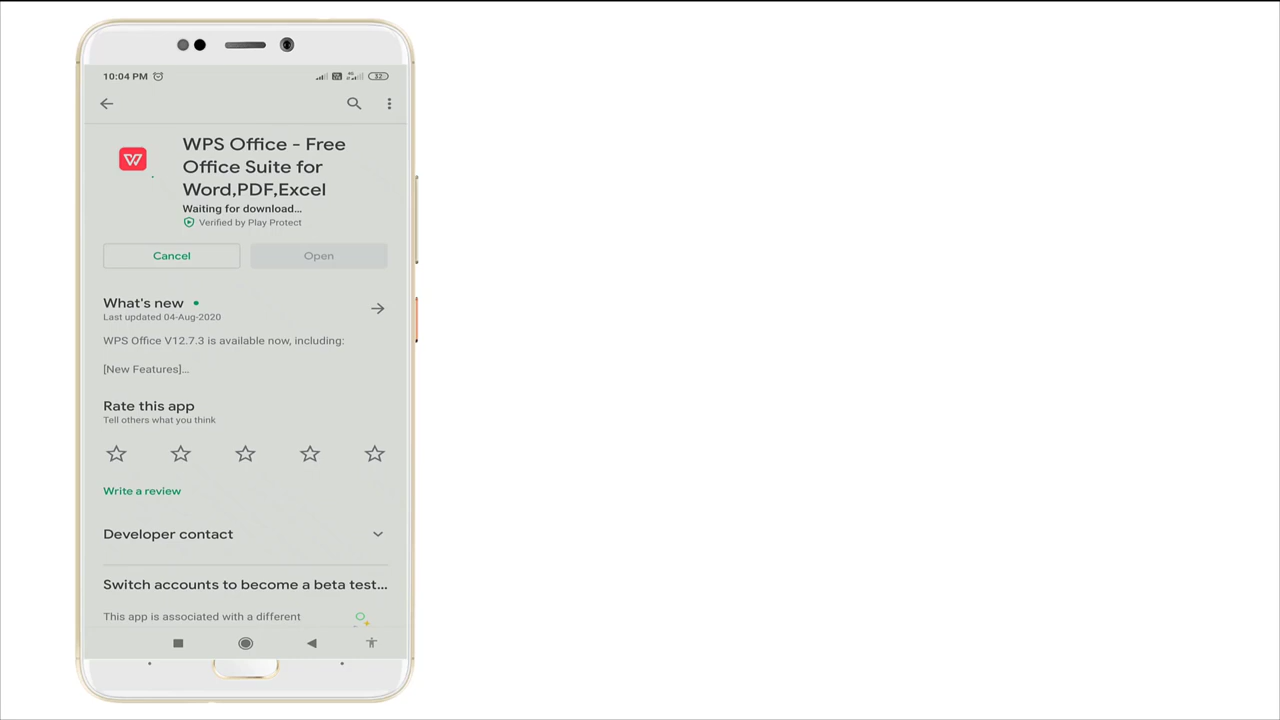 10:04 PM
32
WPS Office - Free
Office Suite for
Word,PDF,Excel
Waiting for download...
Verified by Play Protect
Cancel
Open
What's new
Last updated 04-Aug-2020
WPS Office V12.7.3 is available now, including:
[New Features]...
Rate this app
Tell others what you think
Write a review
Developer contact
Switch accounts to become a beta test...
This app is associated with a different